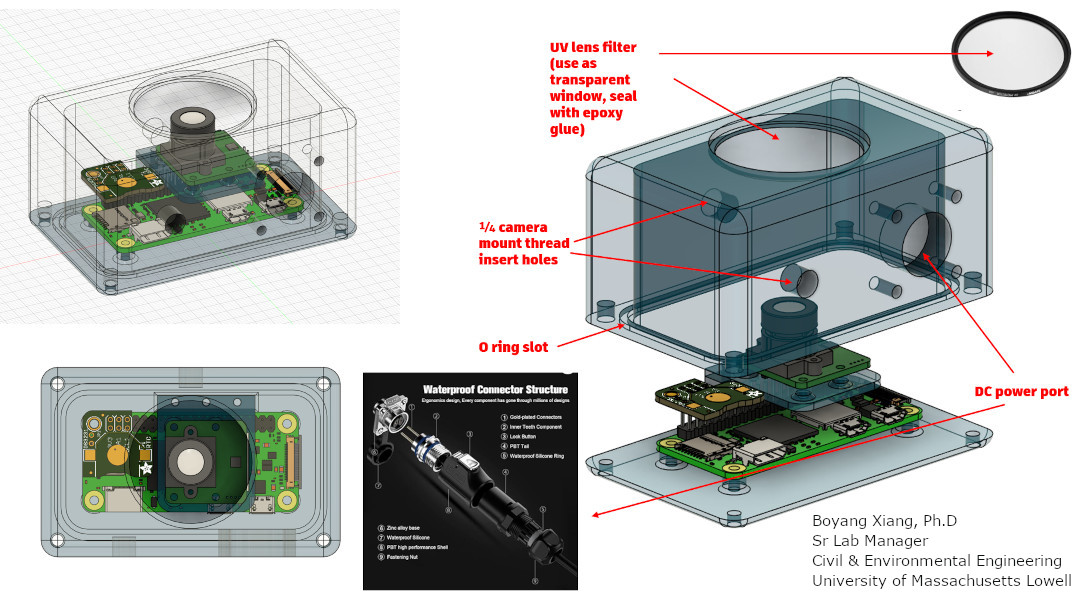 UV lens filter
(use as
transparent
window, seal
with epoxy
glue)
1/4 camera
mount thread
insert holes
O ring slot
DC power port
Waterproof Connector Structure
Ergonomics design, Every component has gone through millions of designs
① Gold-plated Connectors
② Inner Teeth Component
③ Look Button
④ PBT Tail
⑤ Waterproof Silicone Ring
⑥ Zinc alloy base
⑦ Waterproof Silicone
⑧ PBT high performance Shell
⑨ Fastening Nut
Boyang Xiang, Ph.D
Sr Lab Manager
Civil & Environmental Engineering
University of Massachusetts Lowell